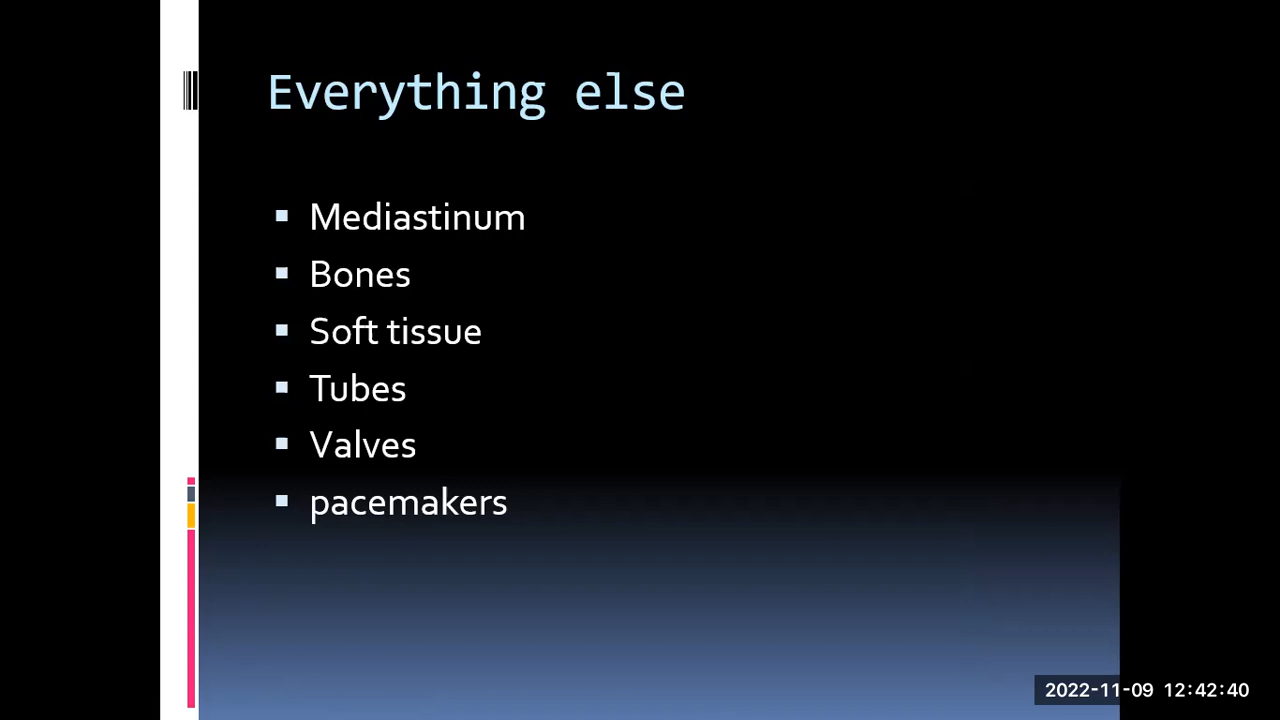 Everything else
Mediastinum
Bones
Soft tissue
Tubes
Valves
pacemakers
2022-11-09 12:42:40